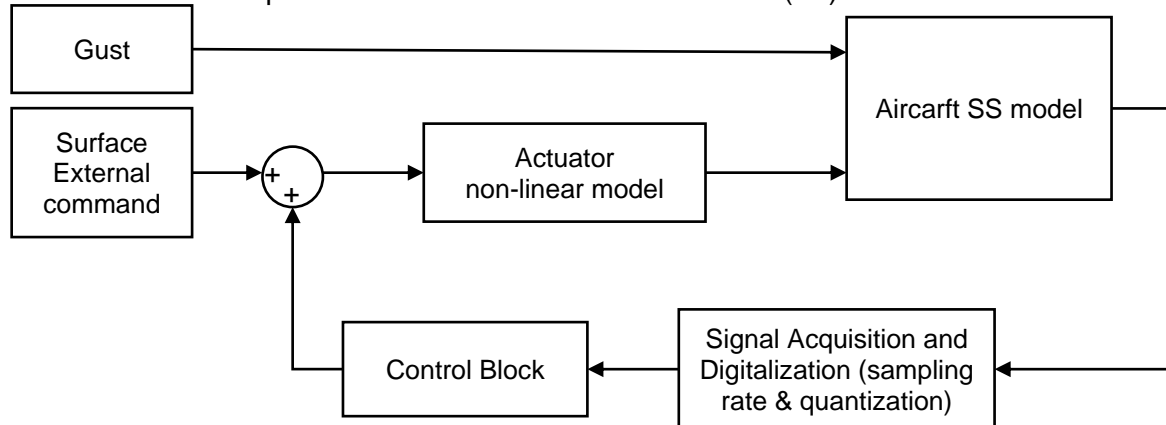 Gust
Aircarft SS model
Surface
External
command
+
+
Actuator
non-linear model
Control Block
Signal Acquisition and
Digitalization (sampling
rate & quantization)